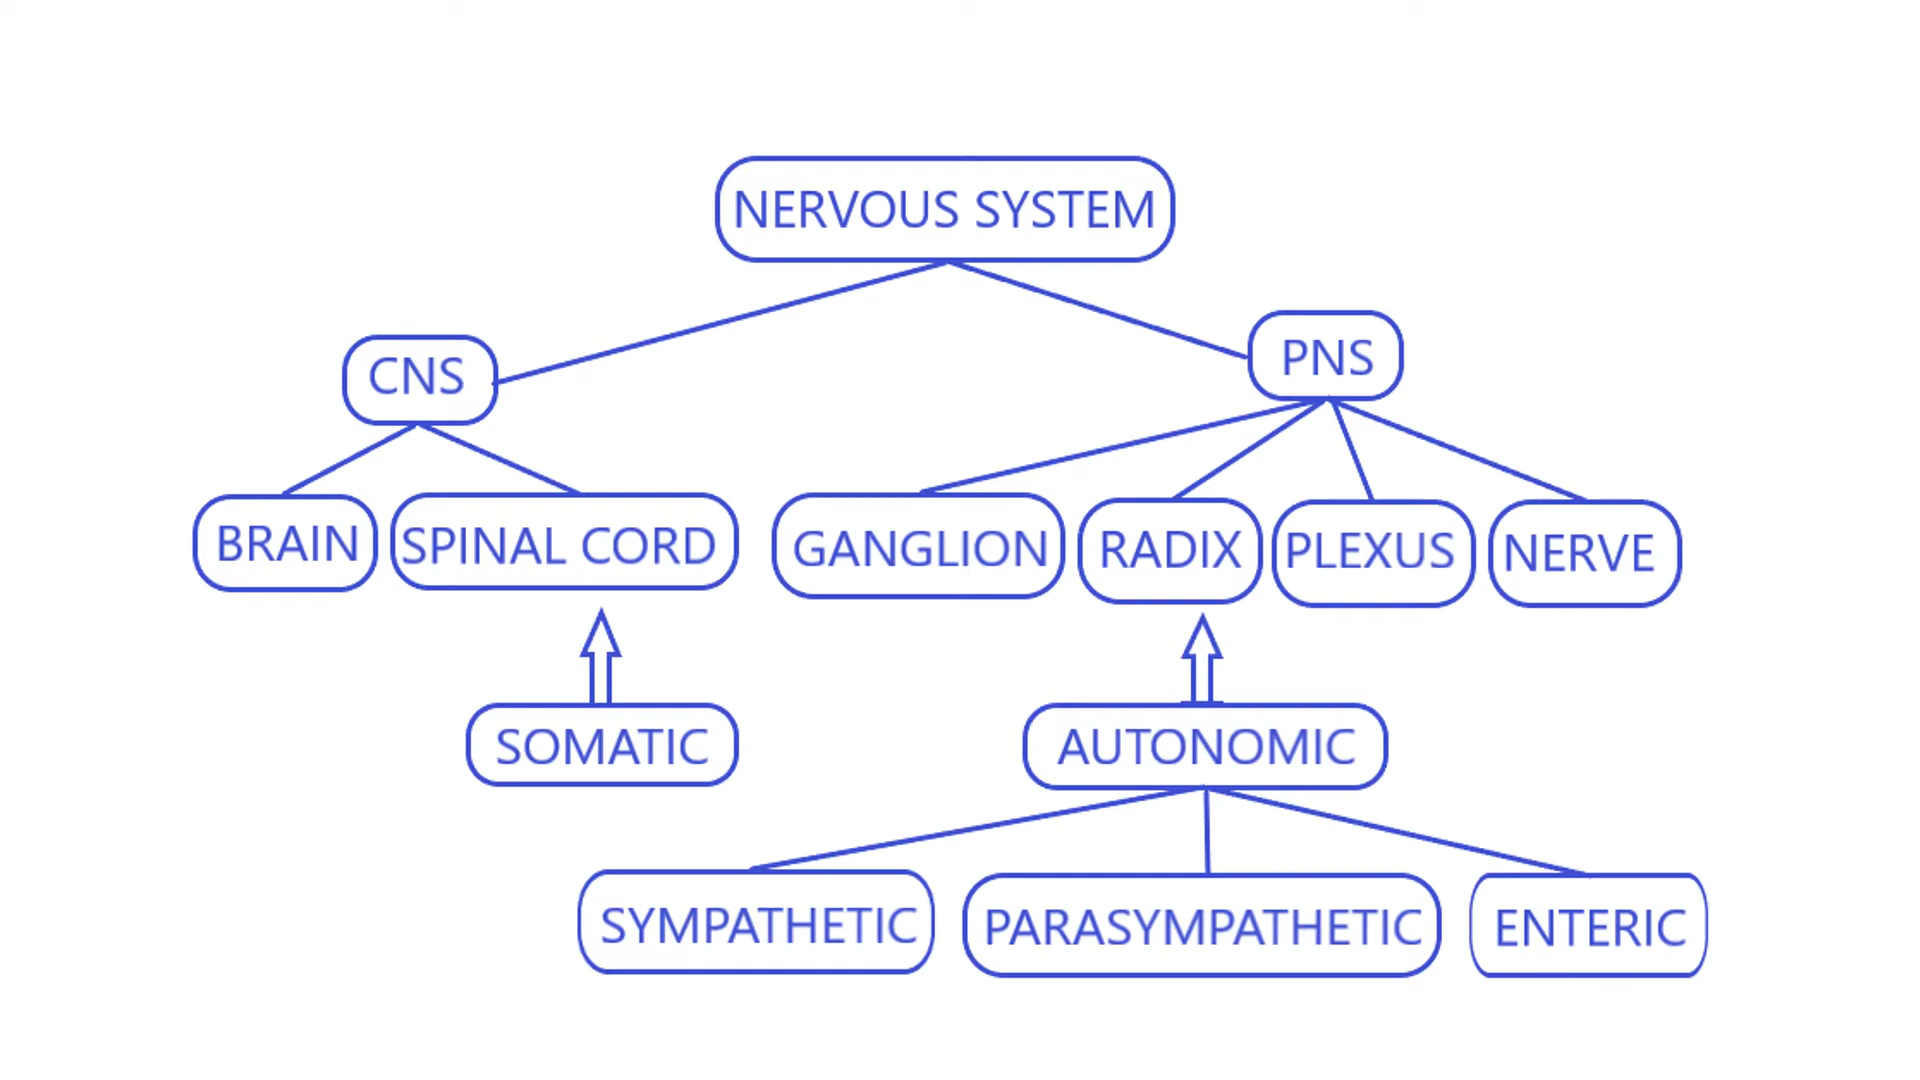 NERVOUS SYSTEM
CNS
PNS
BRAIN
SPINAL CORD
GANGLION
RADIX
PLEXUS
NERVE
SOMATIC
AUTONOMIC
SYMPATHETIC
PARASYMPATHETIC
ENTERIC